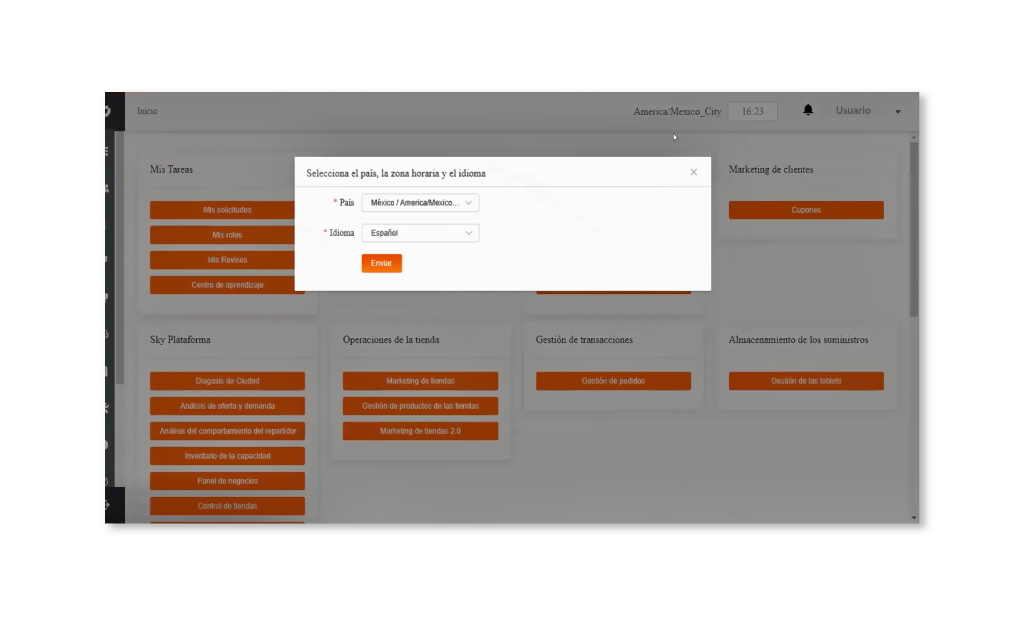 Inicio
America/Mexico_City 16:23 Usuario
Mis Tareas
Mis solicitudes
Mis roles
Mis Revisos
Centro de aprendizaje
Selecciona el país, la zona horaria y el idioma
* País México / America/Mexico...
* Idioma Español
Enviar
Marketing de clientes
Cupones
Sky Plataforma
Diagosis de Ciudad
Análisis de oferta y demanda
Análisis del comportamiento del repartidor
Inventario de la capacidad
Panel de negocios
Control de tiendas
Operaciones de la tienda
Marketing de tiendas
Gestión de productos de las tiendas
Marketing de tiendas 2.0
Gestión de transacciones
Gestión de pedidos
Almacenamiento de los suministros
Gestión de las tablets